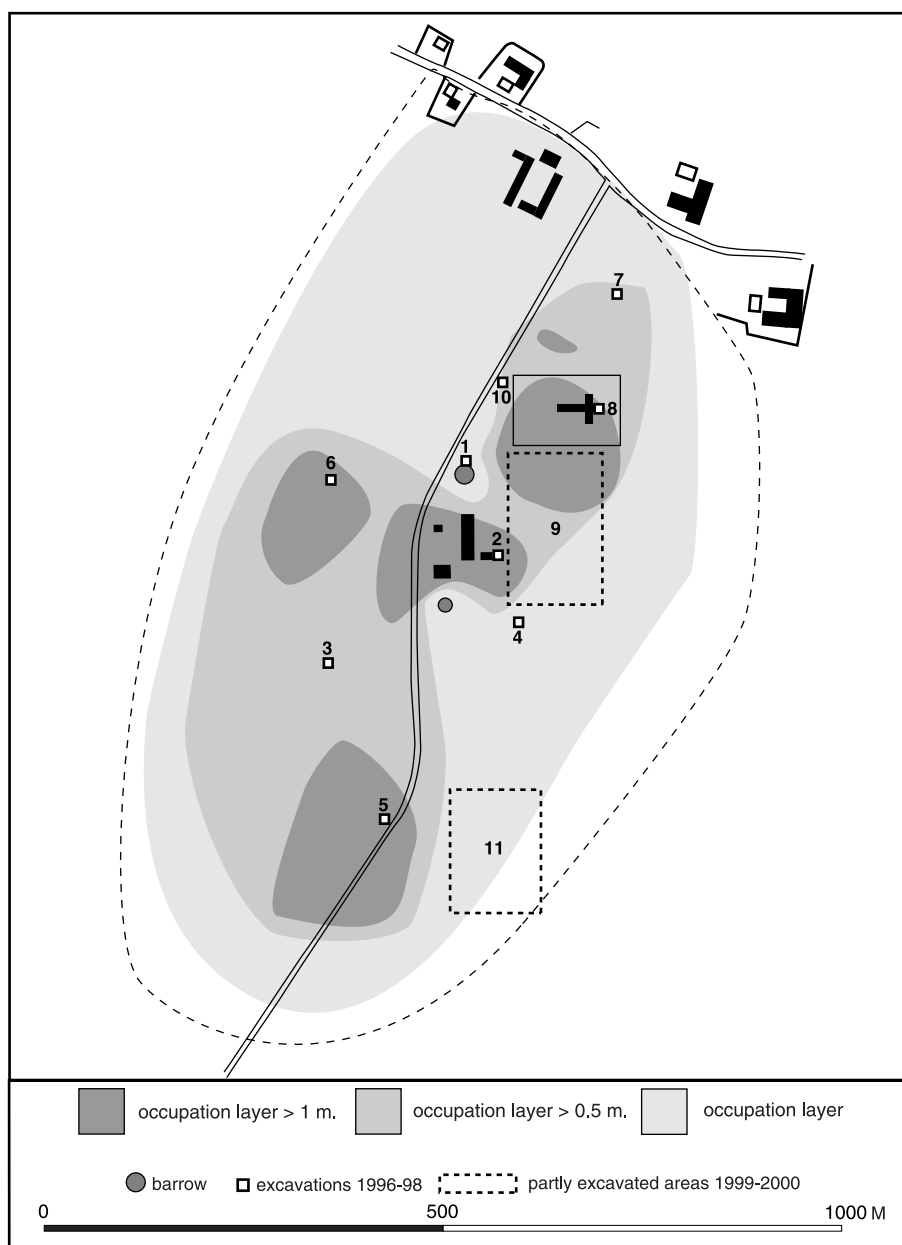 7
10
8
1
6
9
2
4
3
5
11
occupation layer > 1 m.
occupation layer > 0.5 m.
occupation layer
barrow
excavations 1996-98
partly excavated areas 1999-2000
0
500
1000 M